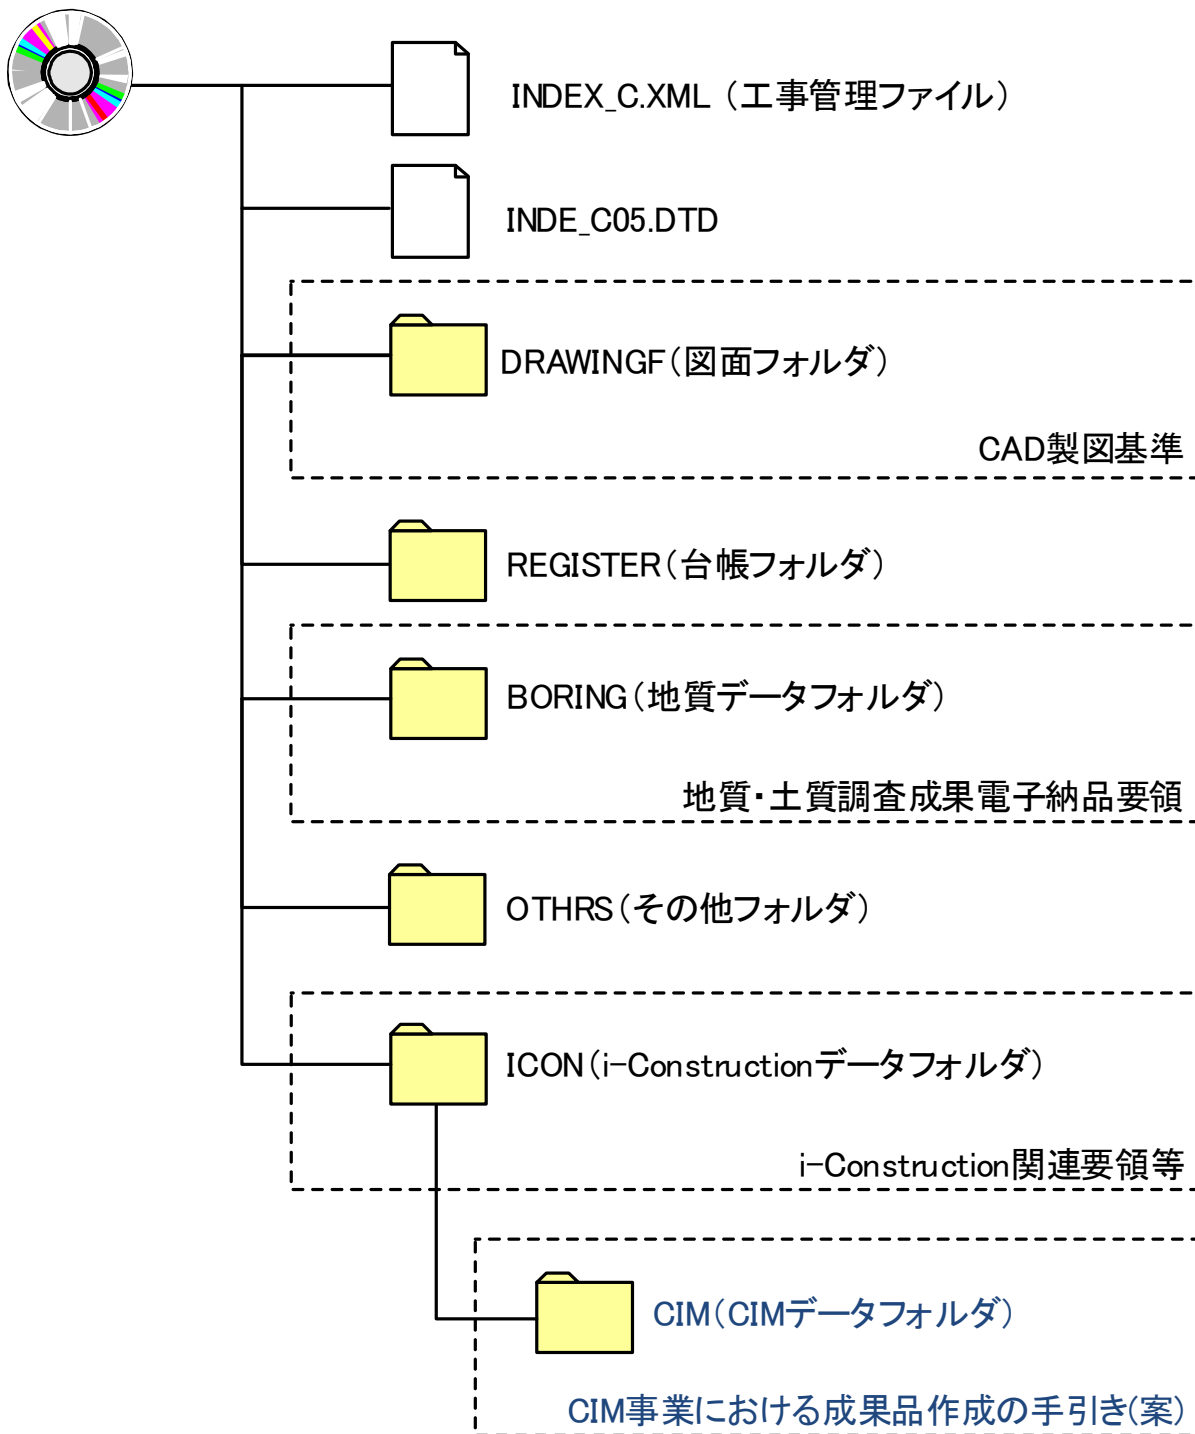 INDEX_C.XML（工事管理ファイル）
INDE_C05.DTD
DRAWINGF（図面フォルダ）
CAD製図基準
REGISTER（台帳フォルダ）
BORING（地質データフォルダ）
地質・土質調査成果電子納品要領
OTHRS（その他フォルダ）
ICON（i-Constructionデータフォルダ）
i-Construction関連要領等
CIM（CIMデータフォルダ）
CIM事業における成果品作成の手引き(案)